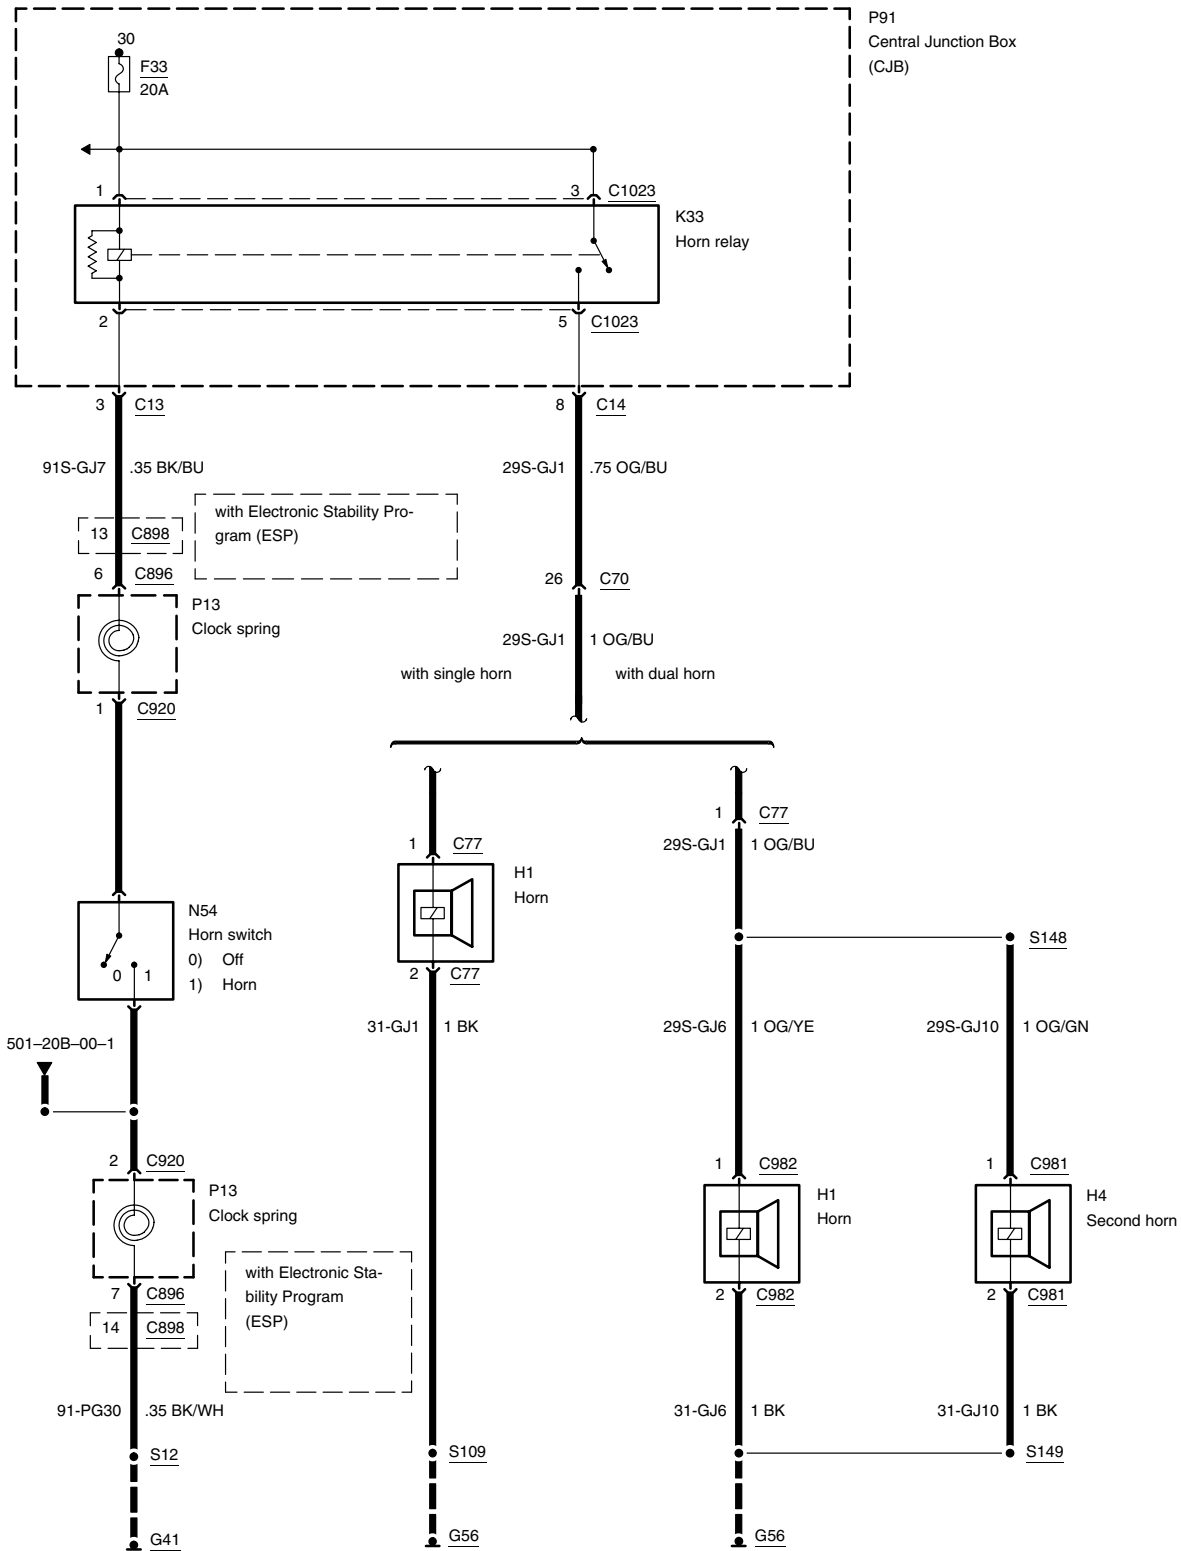 P91
Central Junction Box
(CJB)
30
F33
20A
1
3 C1023
K33
Horn relay
2
5 C1023
3 C13
8 C14
91S-GJ7 .35 BK/BU
29S-GJ1 .75 OG/BU
with Electronic Stability Pro-
gram (ESP)
13 C898
6 C896
26 C70
P13
Clock spring
29S-GJ1 1 OG/BU
with single horn
with dual horn
1 C920
1 C77
29S-GJ1 1 OG/BU
1 C77
H1
Horn
N54
Horn switch
0) Off
1) Horn
0 1
S148
2 C77
31-GJ1 1 BK
29S-GJ6 1 OG/YE
29S-GJ10 1 OG/GN
501–20B–00–1
2 C920
1 C982
1 C981
P13
Clock spring
H1
Horn
H4
Second horn
with Electronic Sta-
bility Program
(ESP)
7 C896
2 C982
2 C981
14 C898
91-PG30 .35 BK/WH
31-GJ6 1 BK
31-GJ10 1 BK
S12
S109
S149
G41
G56
G56